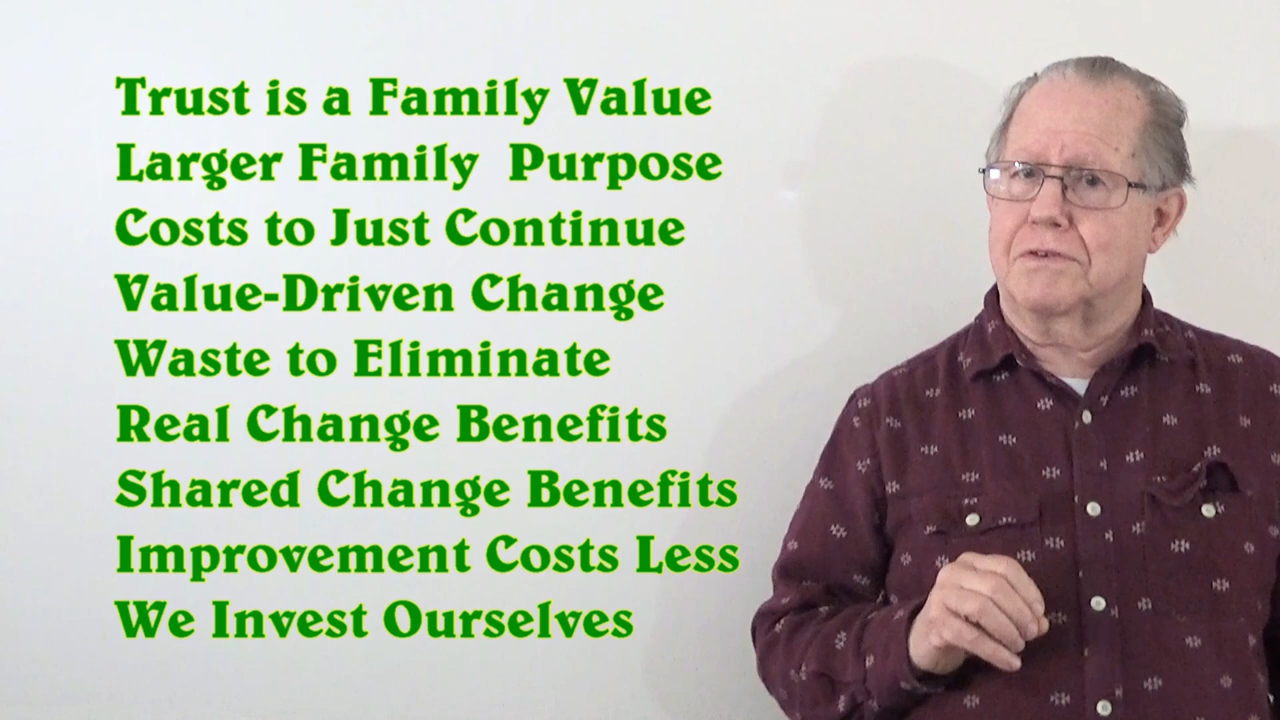 Trust is a Family Value
Larger Family  Purpose
Costs to Just Continue
Value-Driven Change
Waste to Eliminate
Real Change Benefits
Shared Change Benefits
Improvement Costs Less
We Invest Ourselves